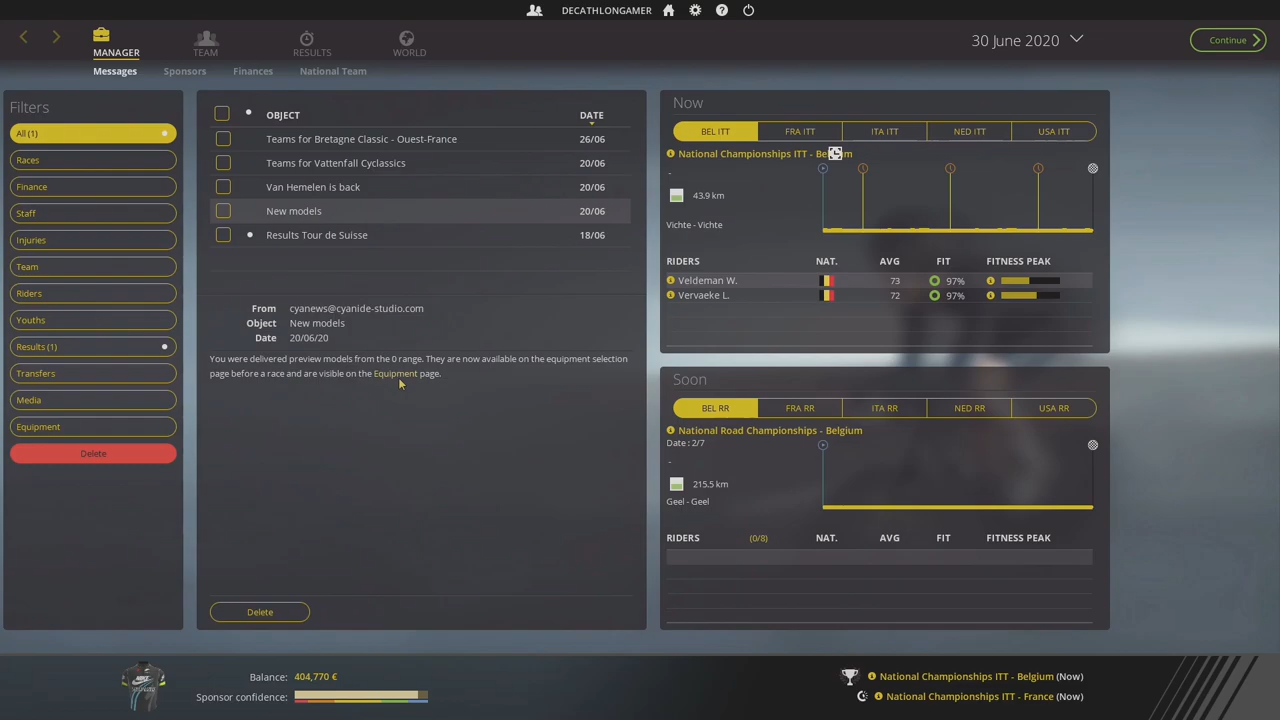 DECATHLONGAMER
MANAGER
TEAM
RESULTS
WORLD
30 June 2020
Continue
Messages
Sponsors
Finances
National Team
Filters
All (1)
Races
Finance
Staff
Injuries
Team
Riders
Youths
Results (1)
Transfers
Media
Equipment
Delete
OBJECT DATE
Teams for Bretagne Classic - Ouest-France 26/06
Teams for Vattenfall Cyclassics 20/06
Van Hemelen is back 20/06
New models 20/06
Results Tour de Suisse 18/06
From cyanews@cyanide-studio.com
Object New models
Date 20/06/20
You were delivered preview models from the 0 range. They are now available on the equipment selection
page before a race and are visible on the Equipment page.
Delete
Now
BEL ITT FRA ITT ITA ITT NED ITT USA ITT
National Championships ITT - Belgium
-
43.9 km
Vichte - Vichte
RIDERS NAT. AVG FIT FITNESS PEAK
Veldeman W. 73 97%
Vervaeke L. 72 97%
Soon
BEL RR FRA RR ITA RR NED RR USA RR
National Road Championships - Belgium
Date : 2/7
-
215.5 km
Geel - Geel
RIDERS (0/8) NAT. AVG FIT FITNESS PEAK
Balance: 404,770 €
Sponsor confidence:
National Championships ITT - Belgium (Now)
National Championships ITT - France (Now)